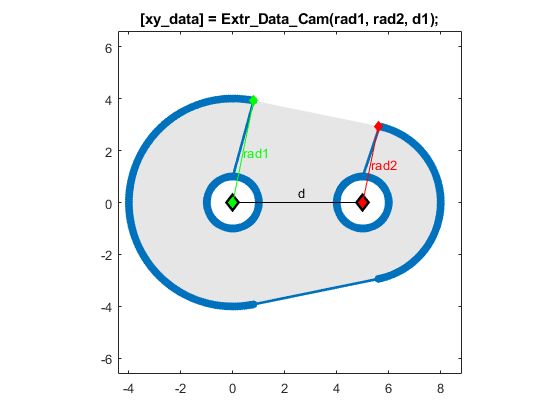 [xy_data] = Extr_Data_Cam(rad1, rad2, d1);
6
4
2
0
-2
-4
-6
rad1
rad2
d
-4 -2 0 2 4 6 8